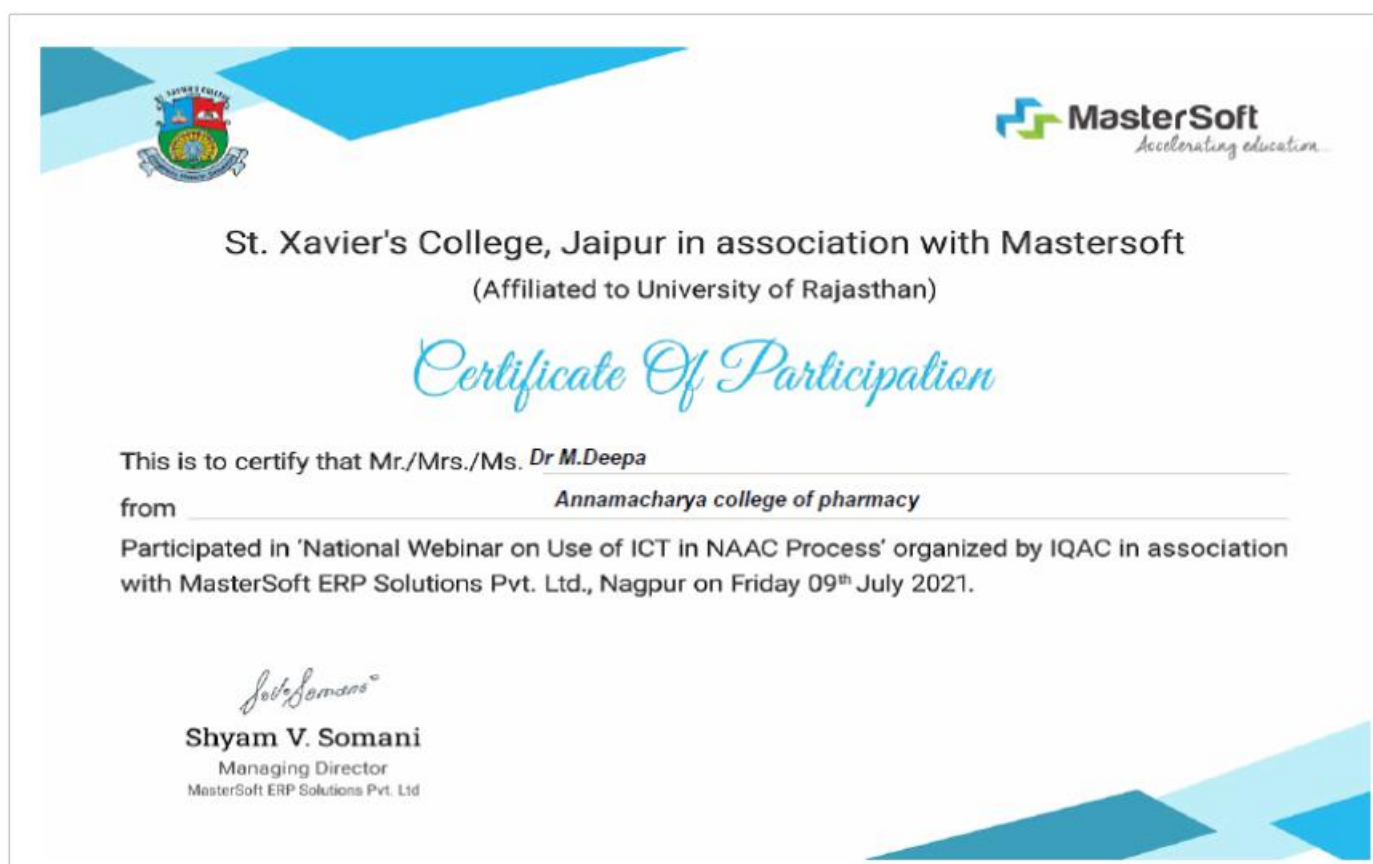 ST. XAVIER'S COLLEGE
MasterSoft
Accelerating education...
St. Xavier's College, Jaipur in association with Mastersoft
(Affiliated to University of Rajasthan)
Certificate Of Participation
This is to certify that Mr./Mrs./Ms. Dr M.Deepa
from Annamacharya college of pharmacy
Participated in ‘National Webinar on Use of ICT in NAAC Process’ organized by IQAC in association
with MasterSoft ERP Solutions Pvt. Ltd., Nagpur on Friday 09th July 2021.
Shyam V. Somani
Managing Director
MasterSoft ERP Solutions Pvt. Ltd